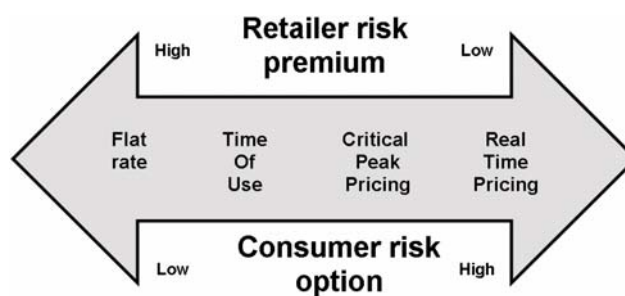 Retailer risk
premium
High
Low
Flat
rate
Time
Of
Use
Critical
Peak
Pricing
Real
Time
Pricing
Consumer risk
option
Low
High